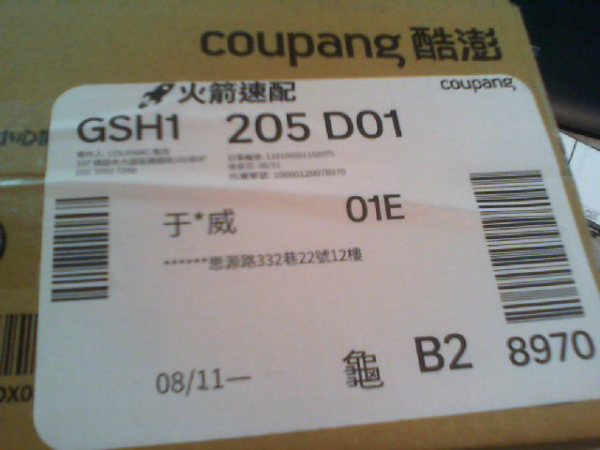 coupang 酷澎
火箭速配
coupang
GSH1 205 D01
于*威
01E
******思源路332巷22號12樓
08/11一
龜
B2
8970